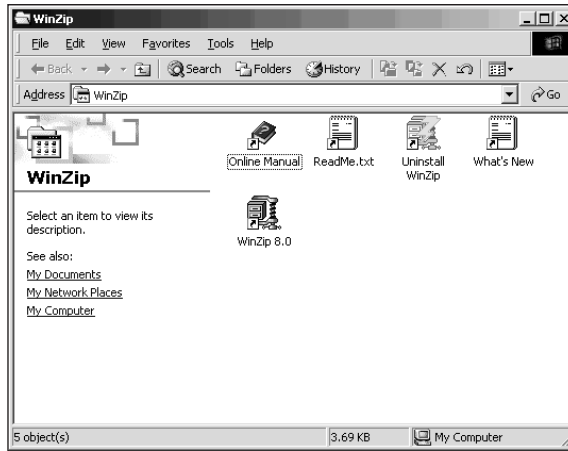 WinZip
File Edit View Favorites Tools Help
Back Search Folders History
Address WinZip Go
WinZip
Select an item to view its
description.
See also:
My Documents
My Network Places
My Computer
Online Manual ReadMe.txt Uninstall WinZip What's New
WinZip 8.0
5 object(s) 3.69 KB My Computer